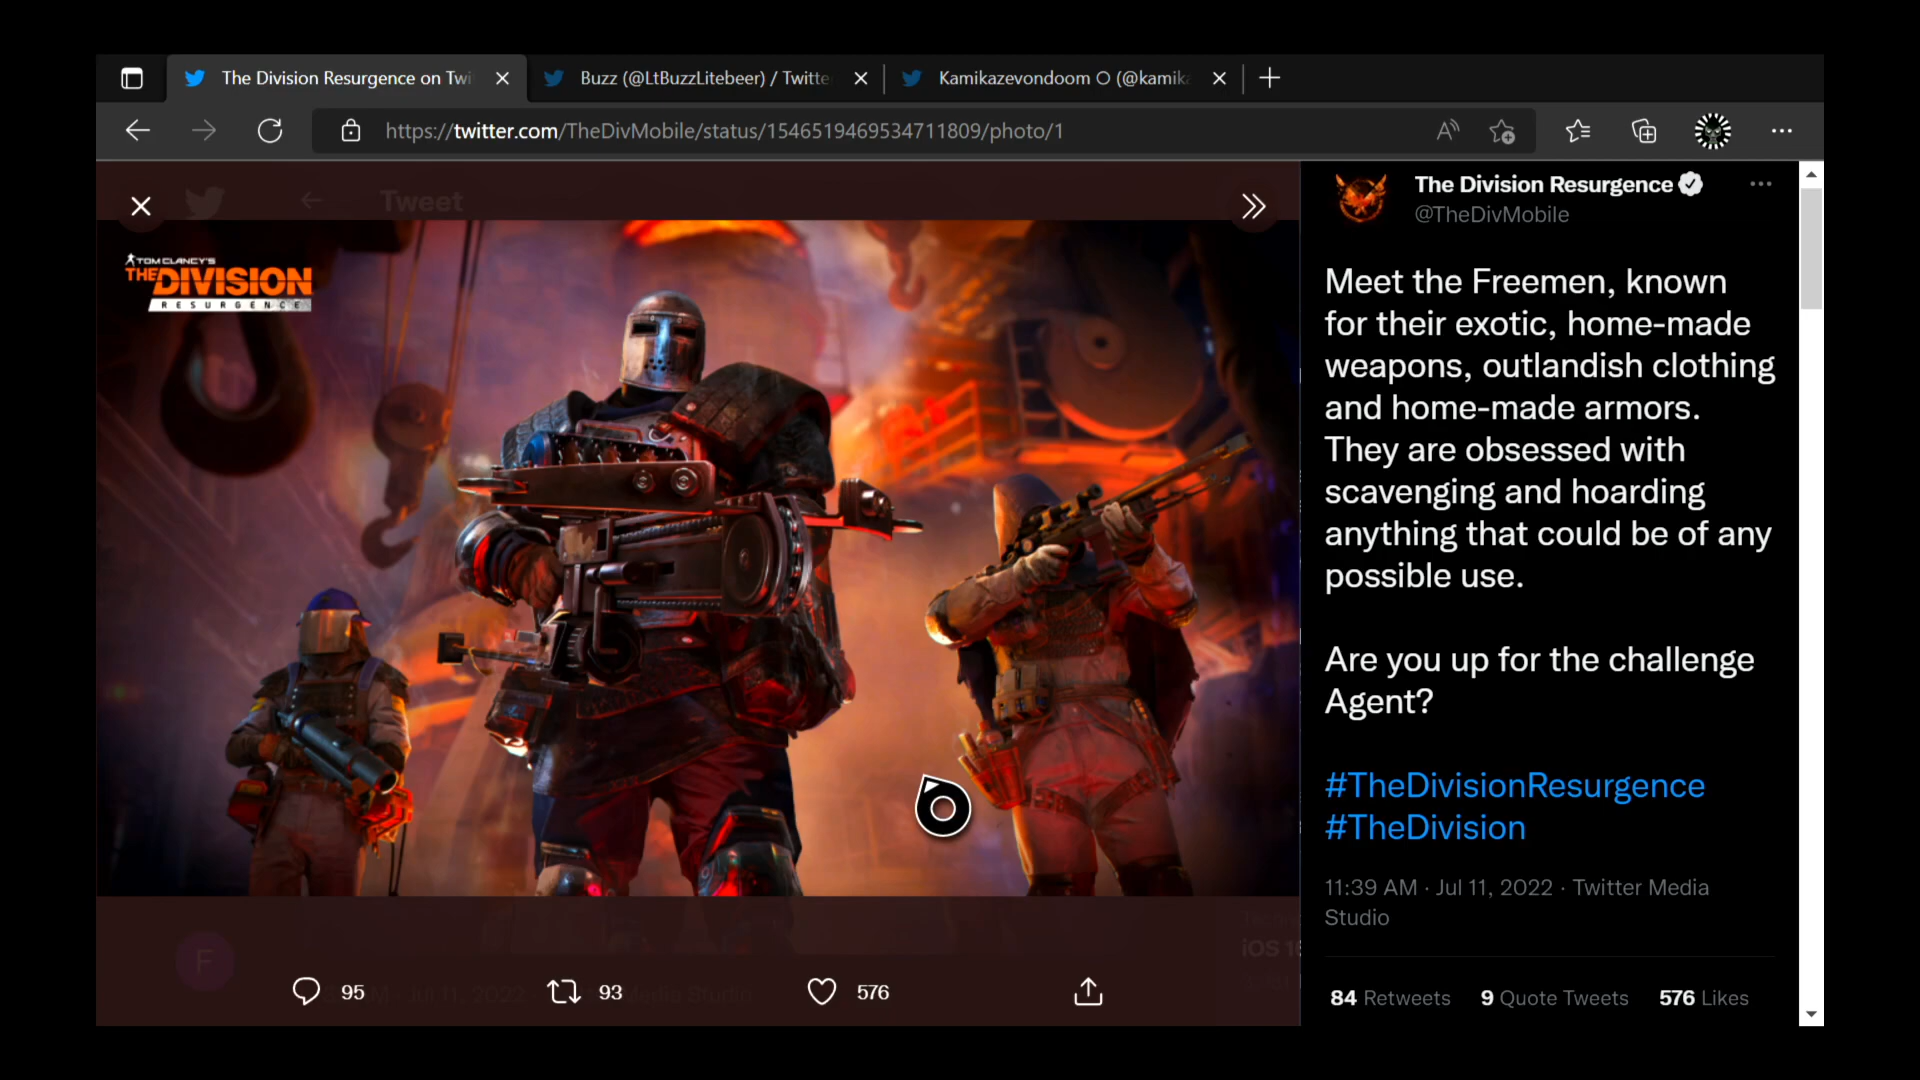 The Division Resurgence on Twi
Buzz (@LtBuzzLitebeer) / Twitte
Kamikazevondoom O (@kamik
https://twitter.com/TheDivMobile/status/1546519469534711809/photo/1
Tweet
TOM CLANCY'S
THE DIVISION
RESURGENCE
The Division Resurgence
@TheDivMobile
Meet the Freemen, known
for their exotic, home-made
weapons, outlandish clothing
and home-made armors.
They are obsessed with
scavenging and hoarding
anything that could be of any
possible use.
Are you up for the challenge
Agent?
#TheDivisionResurgence
#TheDivision
11:39 AM · Jul 11, 2022 · Twitter Media
Studio
84 Retweets 9 Quote Tweets 576 Likes
F
iOS
95 93 576